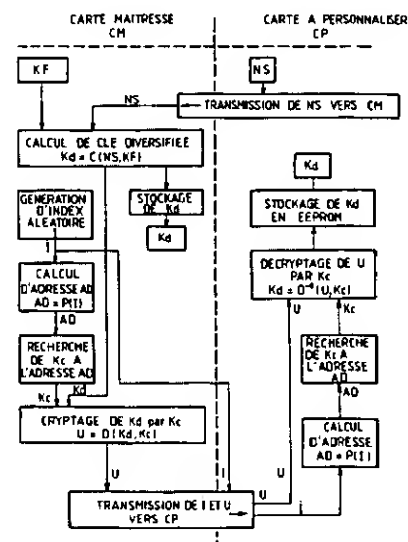 CARTE MAITRESSE
CM
CARTE A PERSONNALISER
CP
KF
NS
NS
TRANSMISSION DE NS VERS CM
CALCUL DE CLE DIVERSIFIEE
Kd = C(NS,KF)
Kd
STOCKAGE DE Kd
EN EEPROM
GENERATION
D'INDEX
ALEATOIRE
STOCKAGE
DE Kd
Kd
I
DECRYPTAGE DE U
PAR Kc
CALCUL
D'ADRESSE AD
AD = P(I)
U
Kc
AD
RECHERCHE
DE Kc A
L'ADRESSE AD
RECHERCHE
DE Kc A
L'ADRESSE
AD
Kc
Kd
AD
CRYPTAGE DE Kd par Kc
U = D(Kd,Kc)
CALCUL
D'ADRESSE
AD = P(I)
U
I
U
U
TRANSMISSION DE I ET U
VERS CP
I